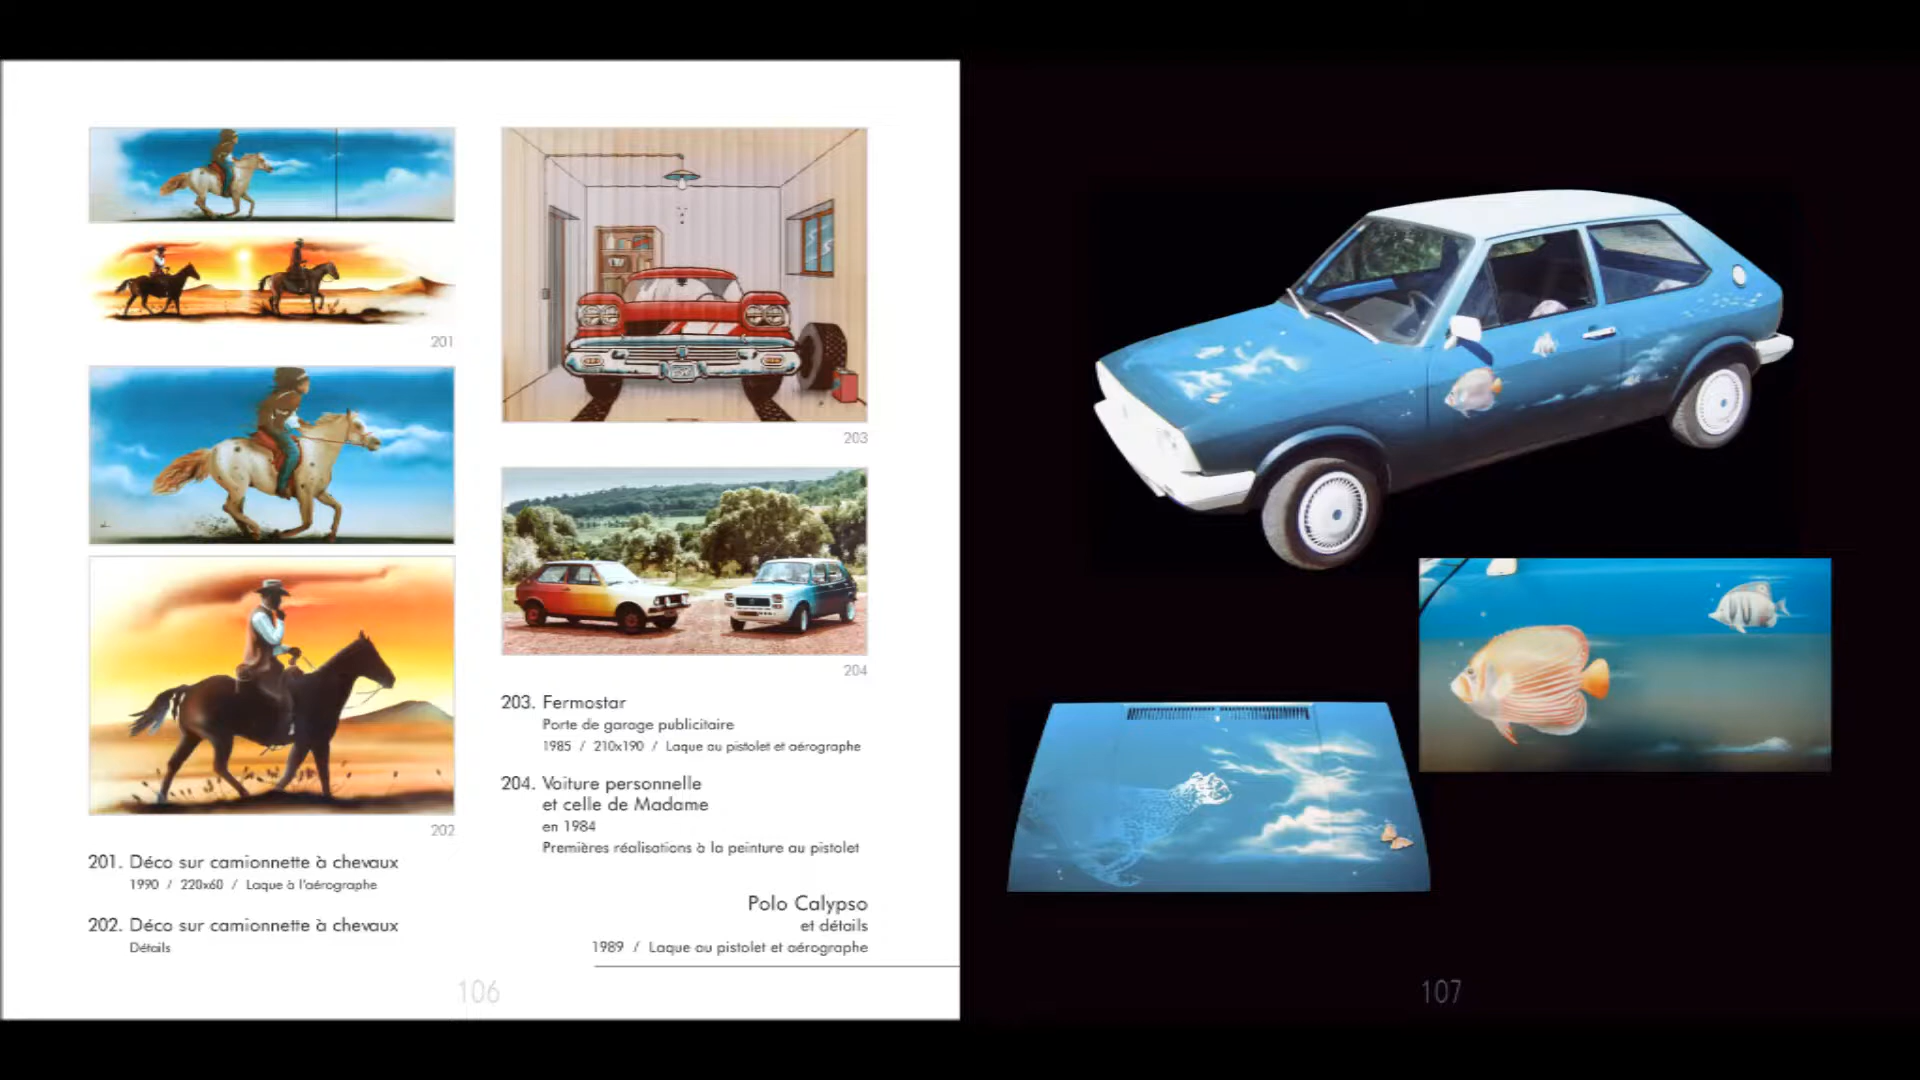 201
202
201. Déco sur camionnette à chevaux
1990 / 220x60 / Laque à l'aérographe
202. Déco sur camionnette à chevaux
Détails
203
204
203. Fermostar
Porte de garage publicitaire
1985 / 210x190 / Laque au pistolet et aérographe
204. Voiture personnelle
et celle de Madame
en 1984
Premières réalisations à la peinture au pistolet
Polo Calypso
et détails
1989 / Laque au pistolet et aérographe
106
107